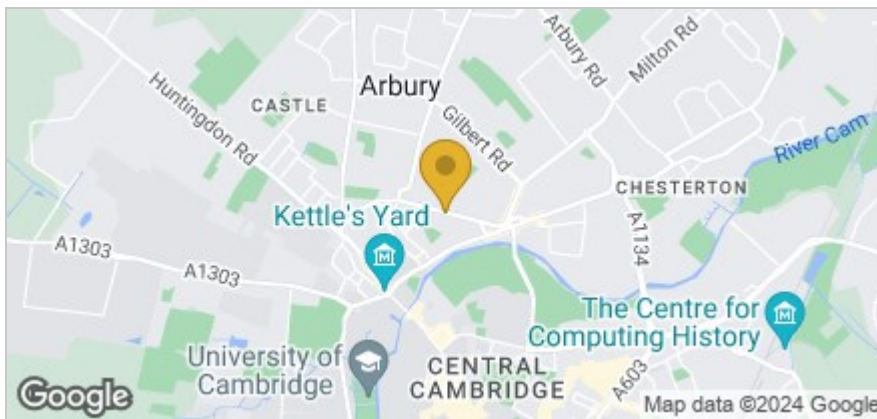 Arbury
Arbury Rd
Milton Rd
Huntingdon Rd
CASTLE
Gilbert Rd
River Cam
CHESTERTON
Kettle's Yard
M
A1303
A1303
A1134
The Centre for
Computing History
M
University of
Cambridge
CENTRAL
CAMBRIDGE
A603
Google
Map data ©2024 Google